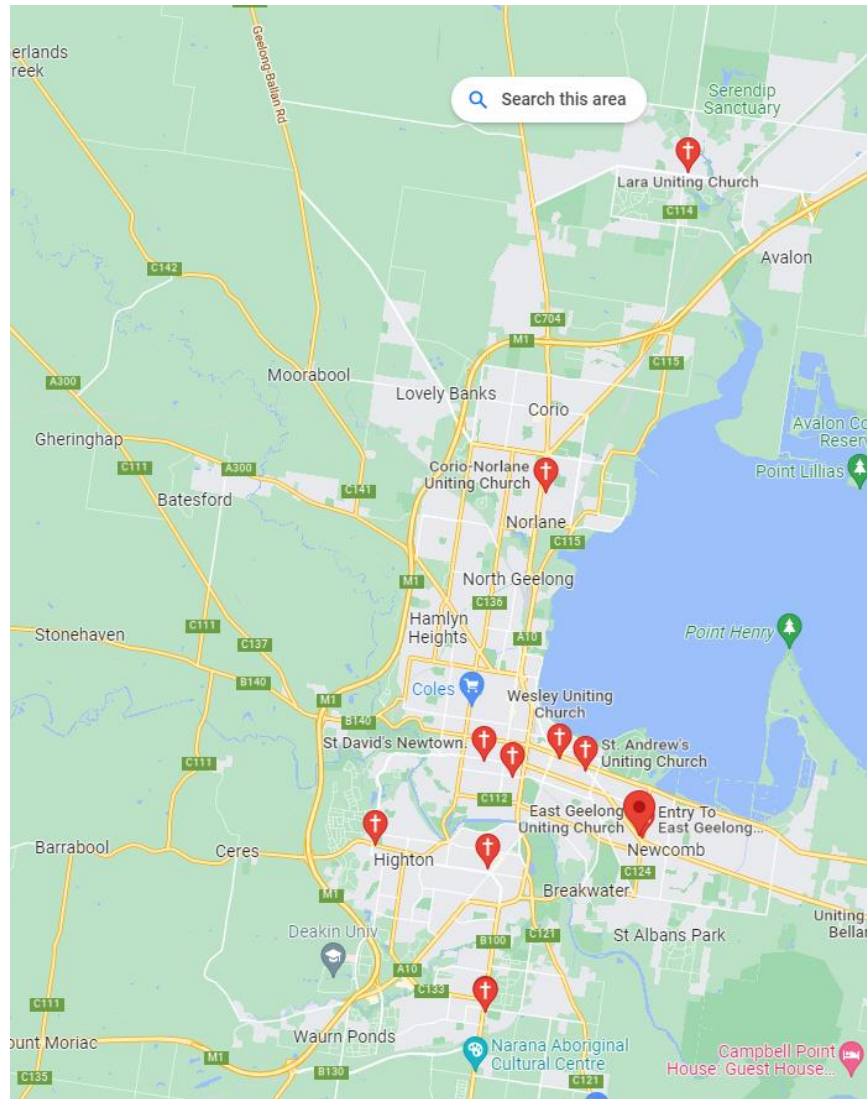 erlands
reek
Geelong-Ballan Rd
Search this area
Serendip
Sanctuary
Lara Uniting Church
C114
Avalon
C142
C704
M1
C115
Moorabool
A300
Lovely Banks
Corio
Gheringhap
C111
A300
Batesford
C141
Corio-Norlane
Uniting Church
Avalon Co
Reserv
Point Lillias
Norlane
C115
M1
North Geelong
C136
Hamlyn
Heights
A10
C111
Stonehaven
C137
B140
M1
B140
Point Henry
Coles
Wesley Uniting
Church
St David's Newtown.
St. Andrew's
Uniting Church
C111
C112
East Geelong
Uniting Church
Entry To
East Geelong...
Newcomb
Barrabool
Ceres
Highton
C124
M1
Breakwater
Uniting
Bellar
Deakin Univ
B100
C121
St Albans Park
A10
C133
C111
Waurn Ponds
ount Moriac
M1
C135
B130
Narana Aboriginal
Cultural Centre
C121
Campbell Point
House: Guest House...